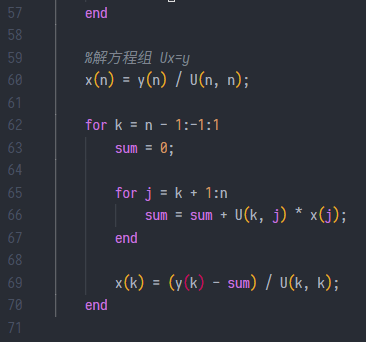 57 end
58
59 %解方程组 Ux=y
60 x(n) = y(n) / U(n, n);
61
62 for k = n - 1:-1:1
63 sum = 0;
64
65 for j = k + 1:n
66 sum = sum + U(k, j) * x(j);
67 end
68
69 x(k) = (y(k) - sum) / U(k, k);
70 end
71